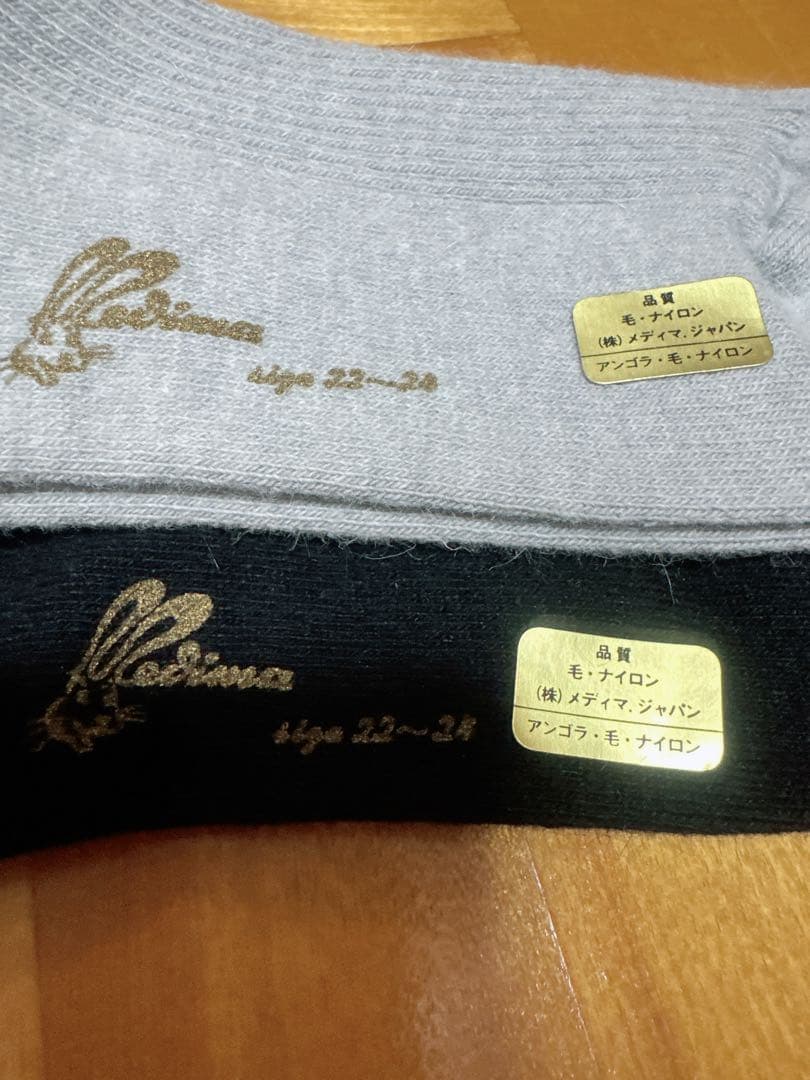 Medima
size 22〜24
品質
毛・ナイロン
(株)メディマ.ジャパン
アンゴラ・毛・ナイロン
Medima
size 22〜24
品質
毛・ナイロン
(株)メディマ.ジャパン
アンゴラ・毛・ナイロン